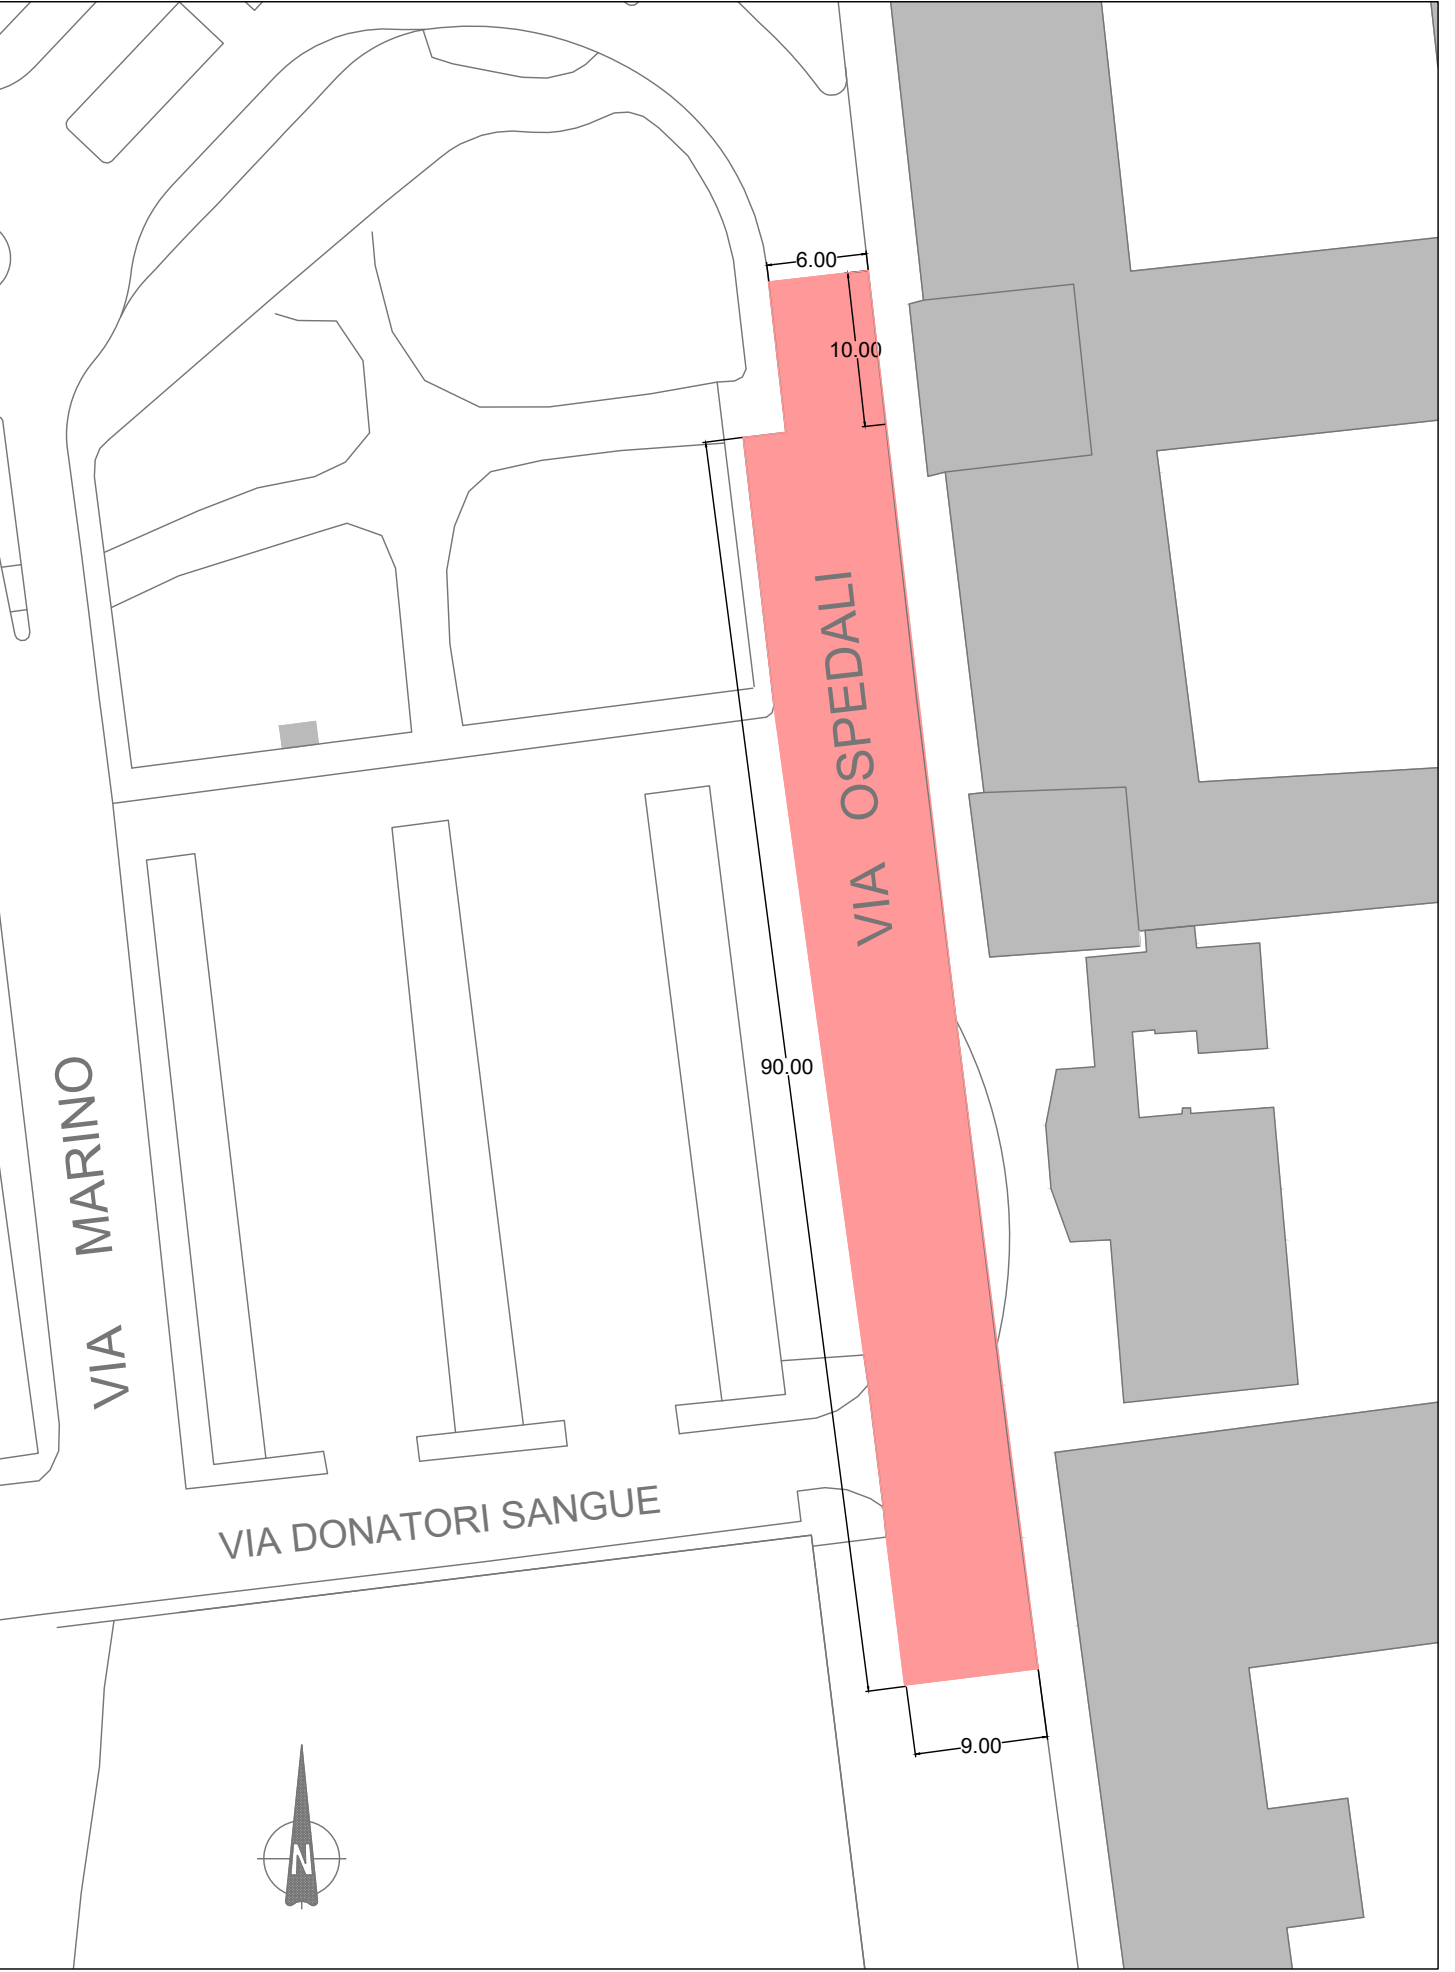 6.00
10.00
VIA OSPEDALI
90.00
VIA MARINO
VIA DONATORI SANGUE
9.00
N